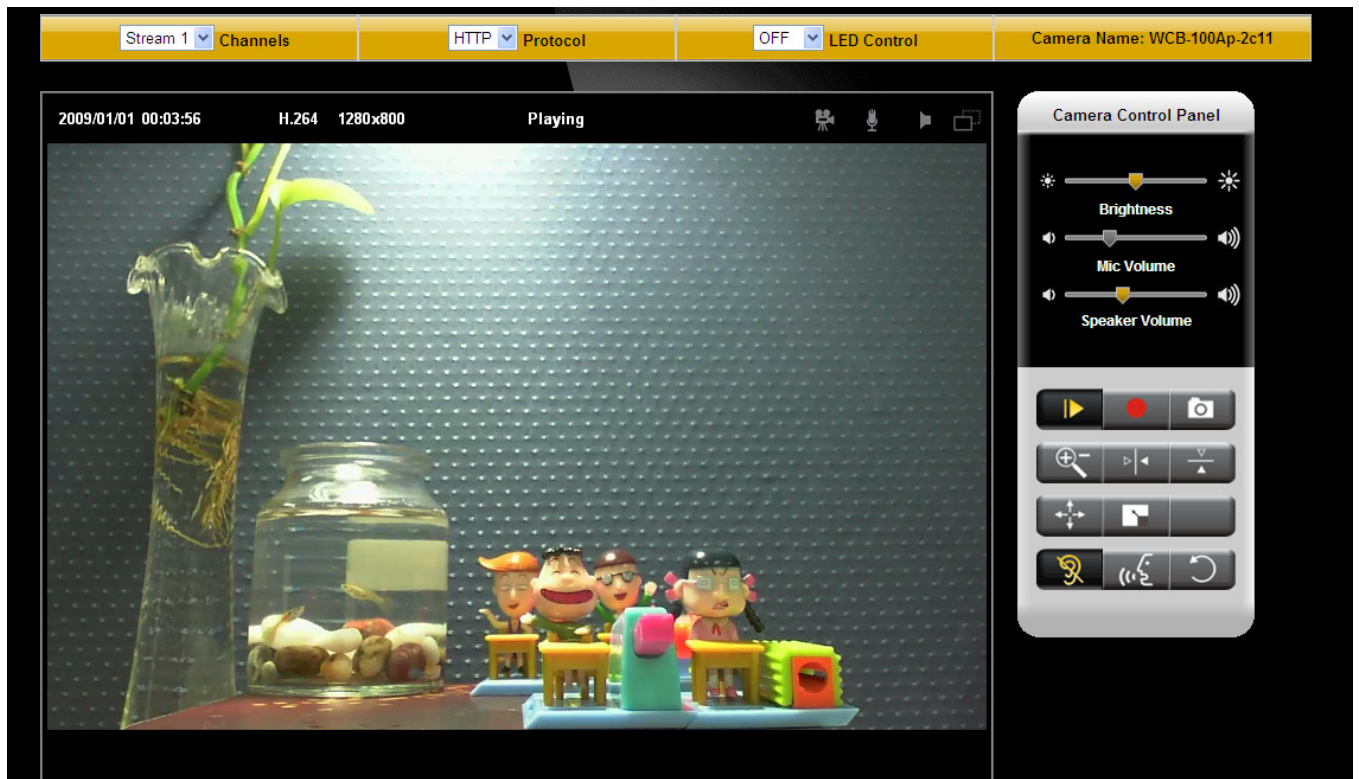 Stream 1 Channels
HTTP Protocol
OFF LED Control
Camera Name: WCB-100Ap-2c11
2009/01/01 00:03:56 H.264 1280x800 Playing
Camera Control Panel
Brightness
Mic Volume
Speaker Volume